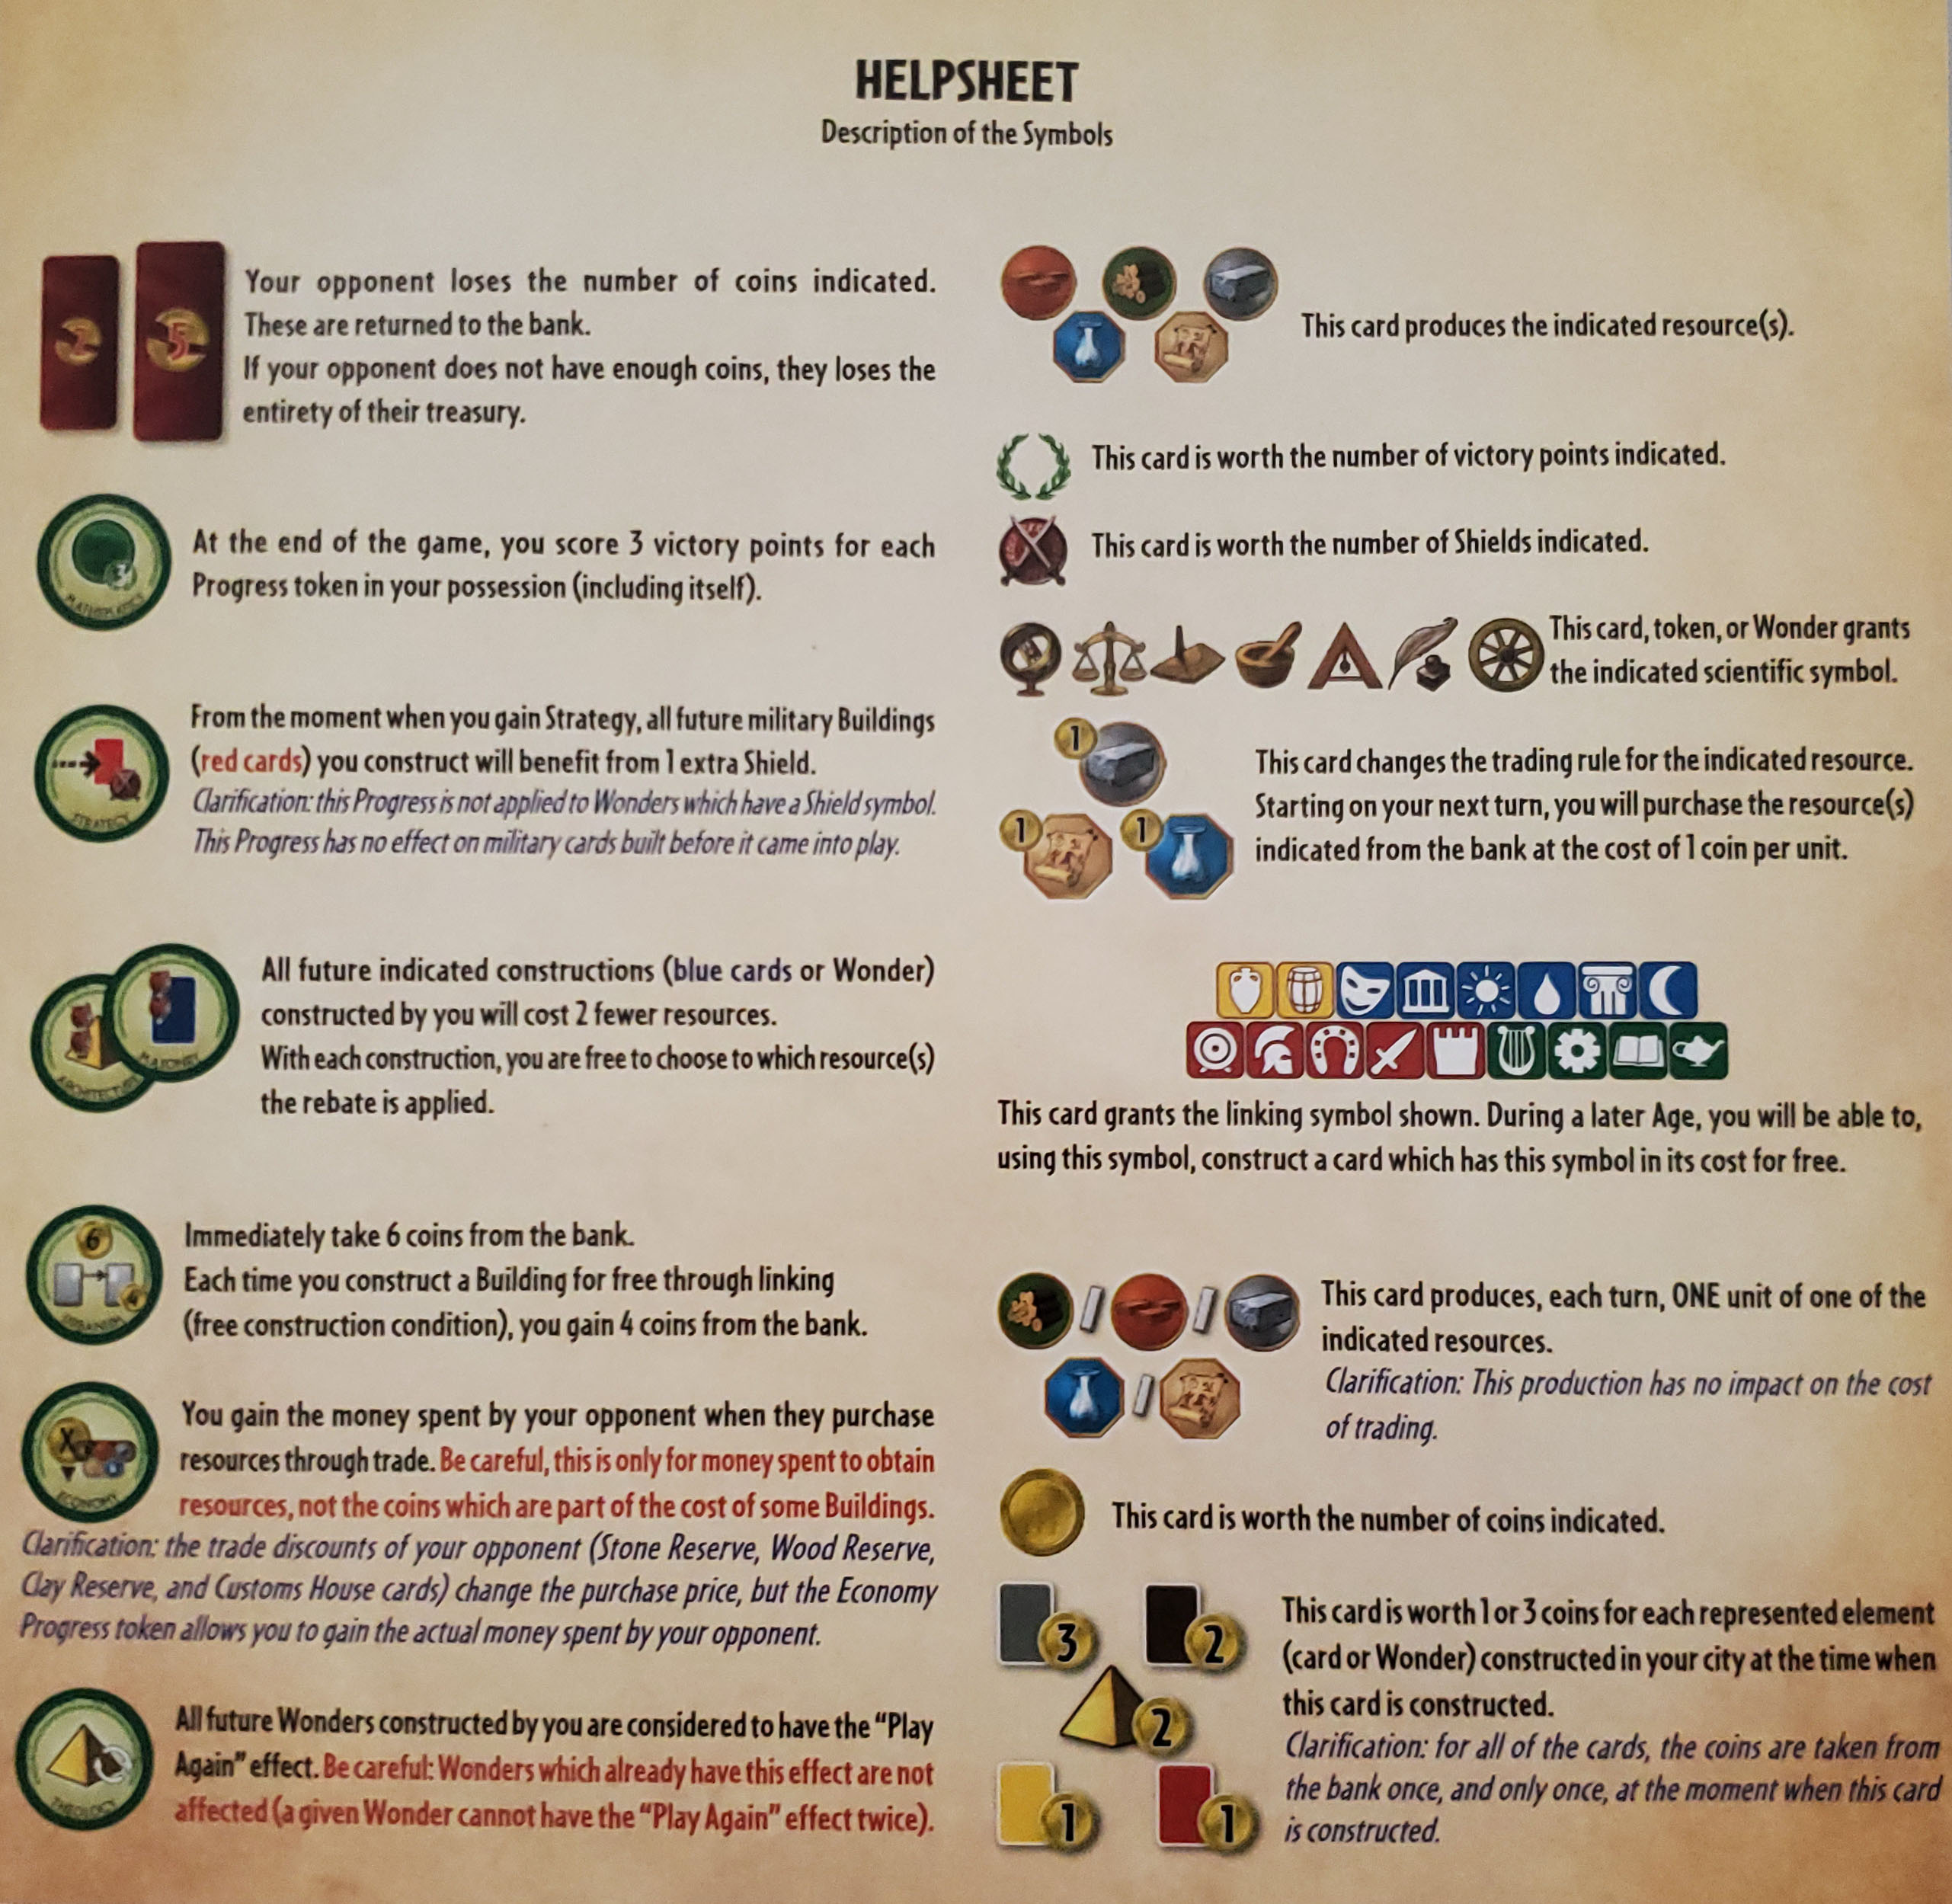 HELPSHEET
Description of the Symbols
2
5
Your opponent loses the number of coins indicated.
These are returned to the bank.
If your opponent does not have enough coins, they loses the
entirety of their treasury.
3
MATHEMATICS
At the end of the game, you score 3 victory points for each
Progress token in your possession (including itself).
STRATEGY
From the moment when you gain Strategy, all future military Buildings
(red cards) you construct will benefit from 1 extra Shield.
Clarification: this Progress is not applied to Wonders which have a Shield symbol.
This Progress has no effect on military cards built before it came into play.
ARCHITECTURE
MASONRY
All future indicated constructions (blue cards or Wonder)
constructed by you will cost 2 fewer resources.
With each construction, you are free to choose to which resource(s)
the rebate is applied.
6
4
URBANISM
Immediately take 6 coins from the bank.
Each time you construct a Building for free through linking
(free construction condition), you gain 4 coins from the bank.
X
ECONOMY
You gain the money spent by your opponent when they purchase
resources through trade. Be careful, this is only for money spent to obtain
resources, not the coins which are part of the cost of some Buildings.
Clarification: the trade discounts of your opponent (Stone Reserve, Wood Reserve,
Clay Reserve, and Customs House cards) change the purchase price, but the Economy
Progress token allows you to gain the actual money spent by your opponent.
THEOLOGY
All future Wonders constructed by you are considered to have the “Play
Again” effect. Be careful: Wonders which already have this effect are not
affected (a given Wonder cannot have the “Play Again” effect twice).
This card produces the indicated resource(s).
This card is worth the number of victory points indicated.
This card is worth the number of Shields indicated.
This card, token, or Wonder grants
the indicated scientific symbol.
1
1
1
This card changes the trading rule for the indicated resource.
Starting on your next turn, you will purchase the resource(s)
indicated from the bank at the cost of 1 coin per unit.
This card grants the linking symbol shown. During a later Age, you will be able to,
using this symbol, construct a card which has this symbol in its cost for free.
/ /
/
This card produces, each turn, ONE unit of one of the
indicated resources.
Clarification: This production has no impact on the cost
of trading.
This card is worth the number of coins indicated.
3
2
2
1
1
This card is worth 1 or 3 coins for each represented element
(card or Wonder) constructed in your city at the time when
this card is constructed.
Clarification: for all of the cards, the coins are taken from
the bank once, and only once, at the moment when this card
is constructed.